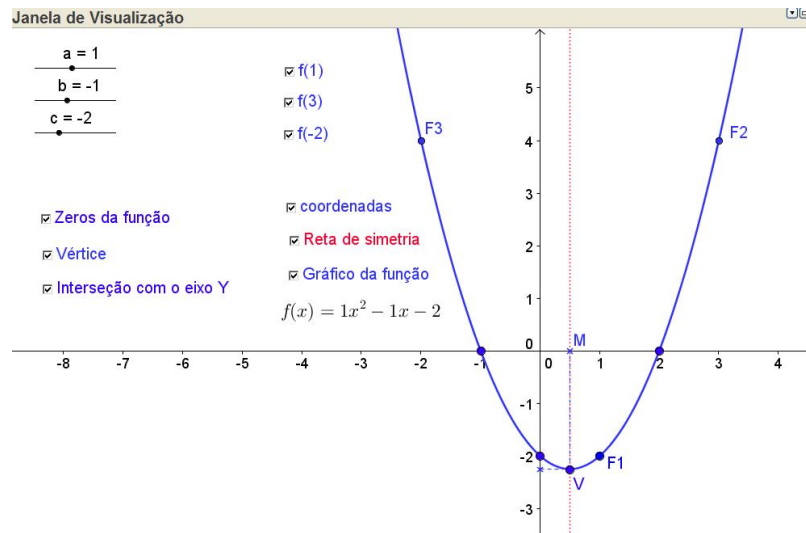 Janela de Visualização
a = 1
b = -1
c = -2
f(1)
f(3)
f(-2)
Zeros da função
Vértice
Interseção com o eixo Y
coordenadas
Reta de simetria
Gráfico da função
f(x) = 1x² − 1x − 2
F3
F2
M
V
F1
5
4
3
2
1
0
-1
-2
-3
-8 -7 -6 -5 -4 -3 -2 -1 0 1 2 3 4